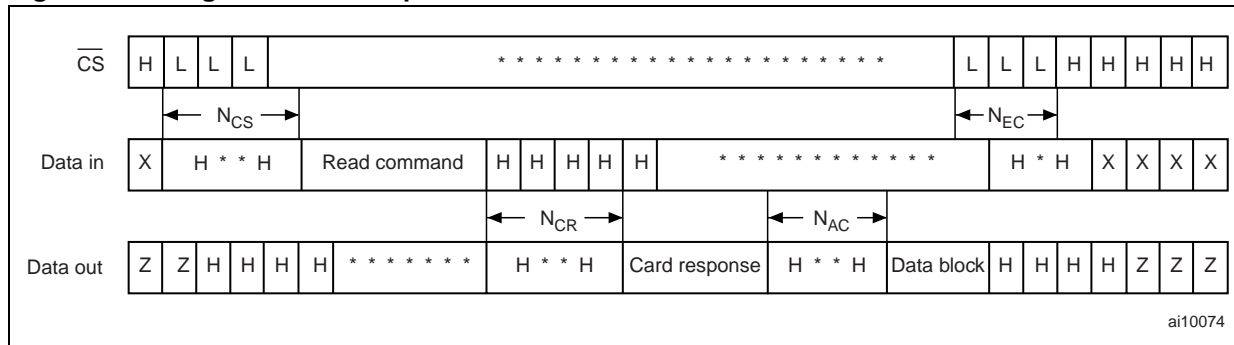 CS H L L L * * * * * * * * * * * * * * * * * * * * * L L L H H H H H
N_CS N_EC
Data in X H * * H Read command H H H H H * * * * * * * * * * * * H * H X X X X
N_CR N_AC
Data out Z Z H H H H * * * * * * * H * * H Card response H * * H Data block H H H H Z Z Z
ai10074